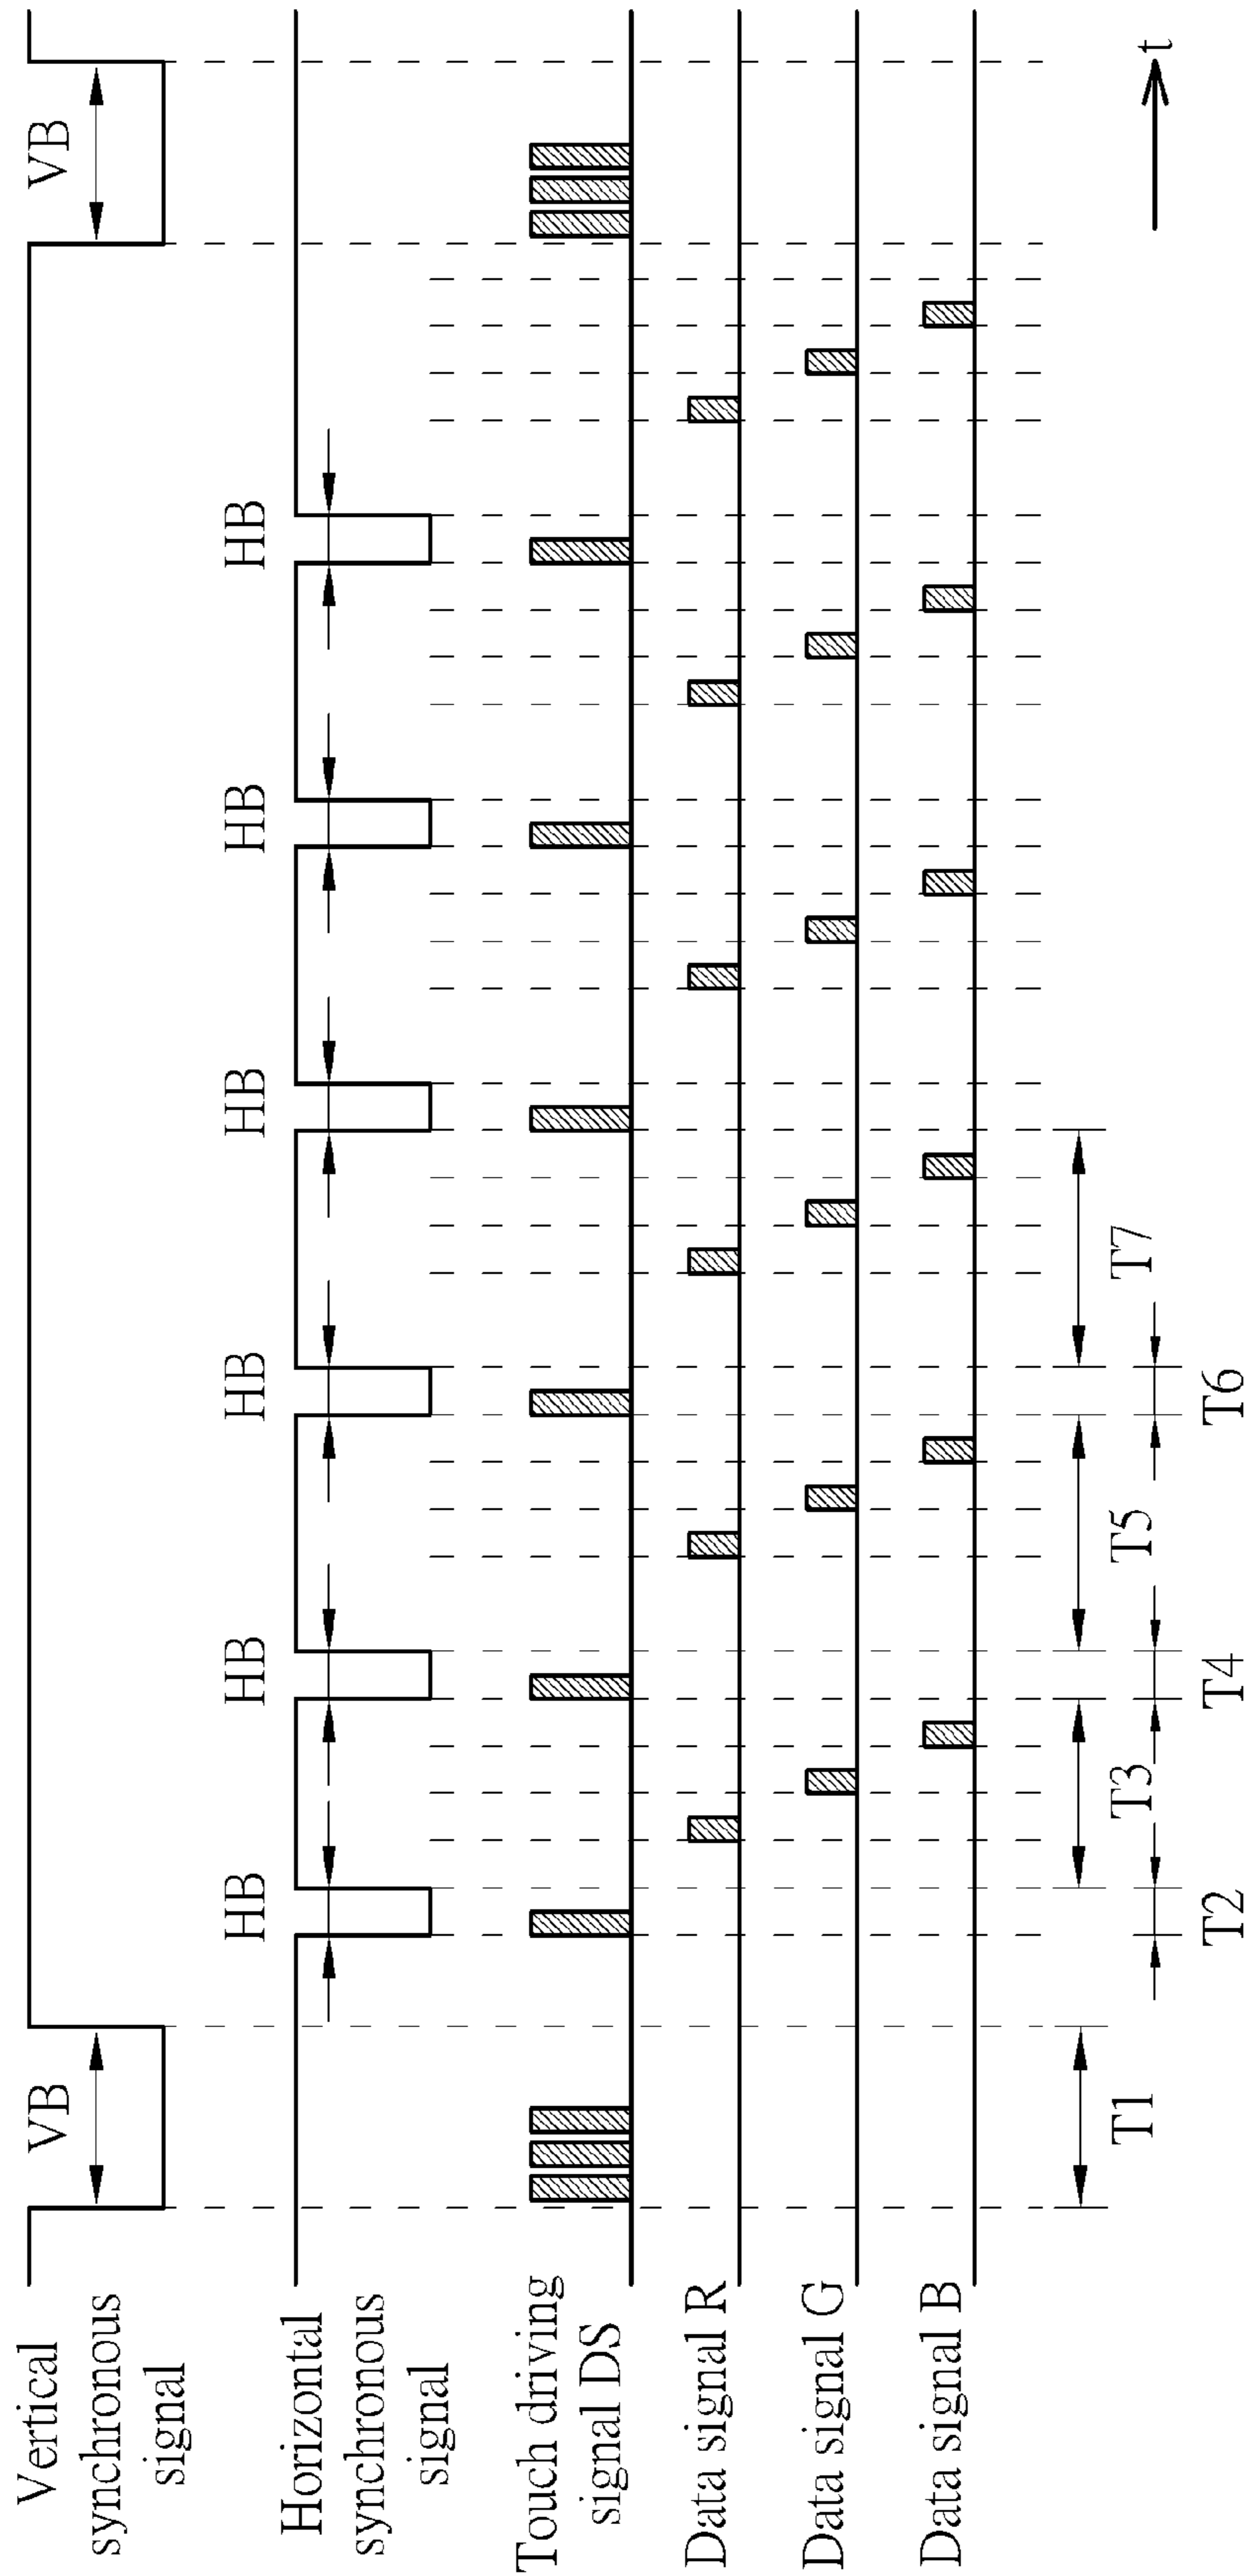 Vertical
synchronous
signal
VB
VB
Horizontal
synchronous
signal
HB
HB
HB
HB
HB
HB
Touch driving
signal DS
Data signal R
Data signal G
Data signal B
T1
T3
T5
T7
t
T2
T4
T6